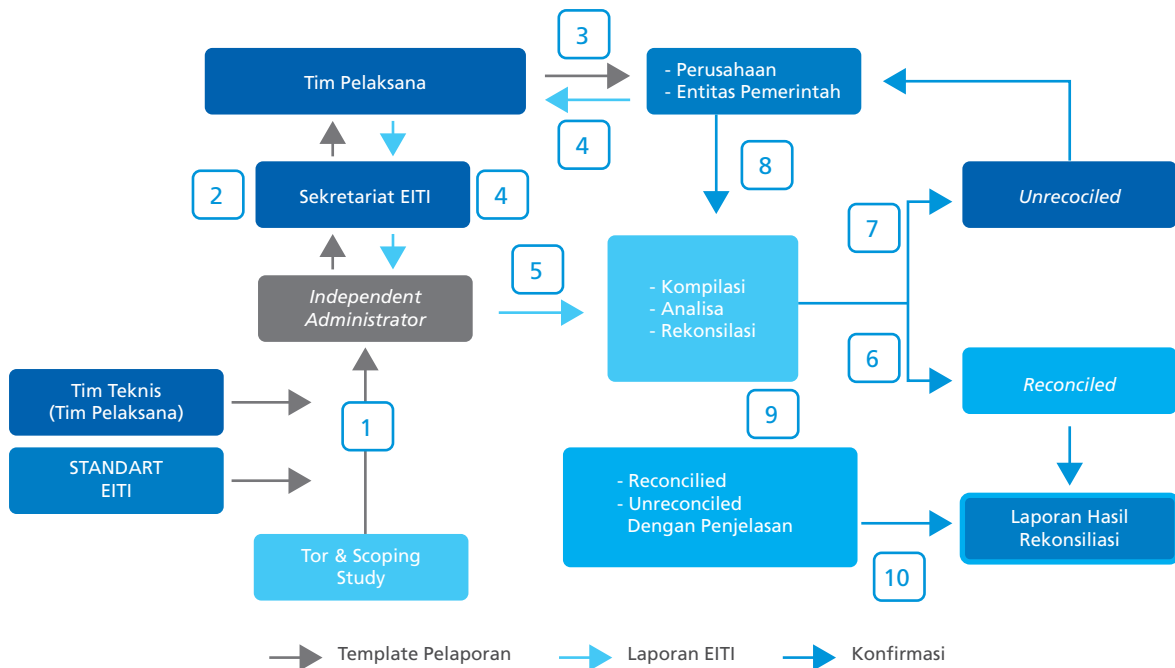 3
Tim Pelaksana
- Perusahaan
- Entitas Pemerintah
4
8
2
Sekretariat EITI
4
Unrecociled
7
5
Independent
Administrator
- Kompilasi
- Analisa
- Rekonsilasi
6
Reconciled
Tim Teknis
(Tim Pelaksana)
1
9
STANDART
EITI
- Reconcilied
- Unreconciled
Dengan Penjelasan
Laporan Hasil
Rekonsiliasi
Tor & Scoping
Study
10
Template Pelaporan
Laporan EITI
Konfirmasi